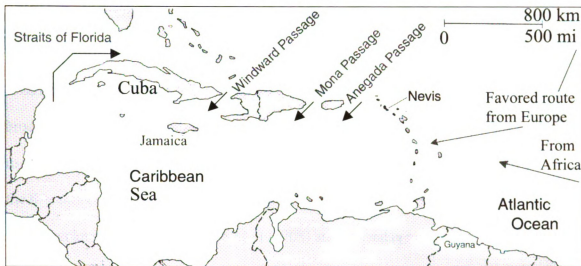 800 km
0 500 mi
Straits of Florida
Windward Passage
Mona Passage
Anegada Passage
Cuba
Nevis
Favored route
from Europe
Jamaica
From
Africa
Caribbean
Sea
Atlantic
Ocean
Guyana